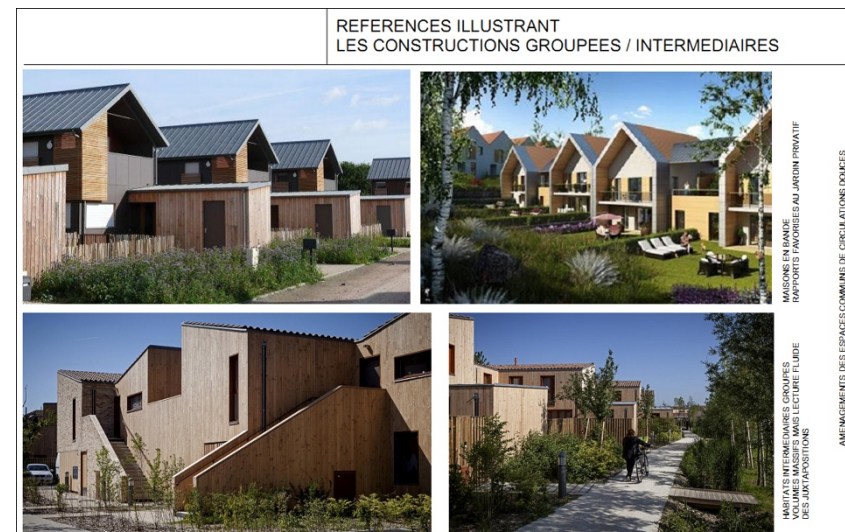 REFERENCES ILLUSTRANT
LES CONSTRUCTIONS GROUPEES / INTERMEDIAIRES
MAISONS EN BANDE
RAPPORTS FAVORISES AU JARDIN PRIVATIF
HABITATS INTERMEDIAIRES GROUPES
VOLUMES MASSIFS MAIS LECTURE FLUIDE
DES JUXTAPOSITIONS
AMENAGEMENTS DES ESPACES COMMUNS DE CIRCULATIONS DOUCES